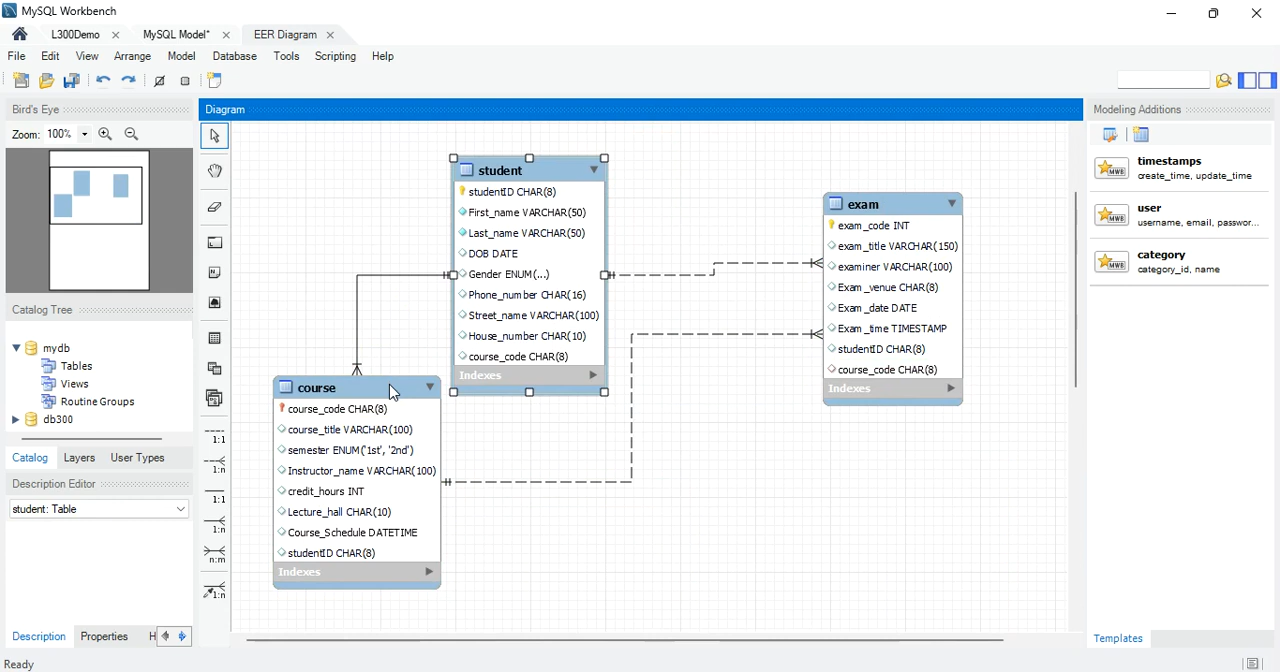 MySQL Workbench
L300Demo
MySQL Model*
EER Diagram
File Edit View Arrange Model Database Tools Scripting Help
Bird's Eye
Zoom: 100%
Catalog Tree
mydb
Tables
Views
Routine Groups
db300
Catalog Layers User Types
Description Editor
student: Table
Description Properties H
Ready
Diagram
1:1
1:n
1:1
1:n
n:m
1:n
student
studentID CHAR(8)
First_name VARCHAR(50)
Last_name VARCHAR(50)
DOB DATE
Gender ENUM(...)
Phone_number CHAR(16)
Street_name VARCHAR(100)
House_number CHAR(10)
course_code CHAR(8)
Indexes
course
course_code CHAR(8)
course_title VARCHAR(100)
semester ENUM('1st', '2nd')
Instructor_name VARCHAR(100)
credit_hours INT
Lecture_hall CHAR(10)
Course_Schedule DATETIME
studentID CHAR(8)
Indexes
exam
exam_code INT
exam_title VARCHAR(150)
examiner VARCHAR(100)
Exam_venue CHAR(8)
Exam_date DATE
Exam_time TIMESTAMP
studentID CHAR(8)
course_code CHAR(8)
Indexes
Modeling Additions
timestamps
create_time, update_time
user
username, email, passwor...
category
category_id, name
Templates